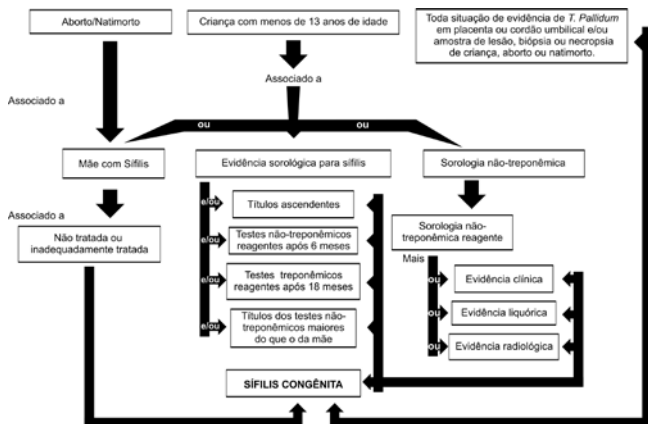 Aborto/Natimorto
Criança com menos de 13 anos de idade
Toda situação de evidência de T. Pallidum
em placenta ou cordão umbilical e/ou
amostra de lesão, biópsia ou necropsia
de criança, aborto ou natimorto.
Associado a
Associado a
ou
ou
Mãe com Sífilis
Evidência sorológica para sífilis
Sorologia não-treponêmica
Associado a
Não tratada ou
inadequadamente tratada
e/ou
Títulos ascendentes
e/ou
Testes não-treponêmicos
reagentes após 6 meses
e/ou
Testes treponêmicos
reagentes após 18 meses
e/ou
Títulos dos testes não-
treponêmicos maiores
do que o da mãe
Sorologia não-
treponêmica reagente
Mais
ou
Evidência clínica
ou
Evidência liquórica
ou
Evidência radiológica
SÍFILIS CONGÊNITA